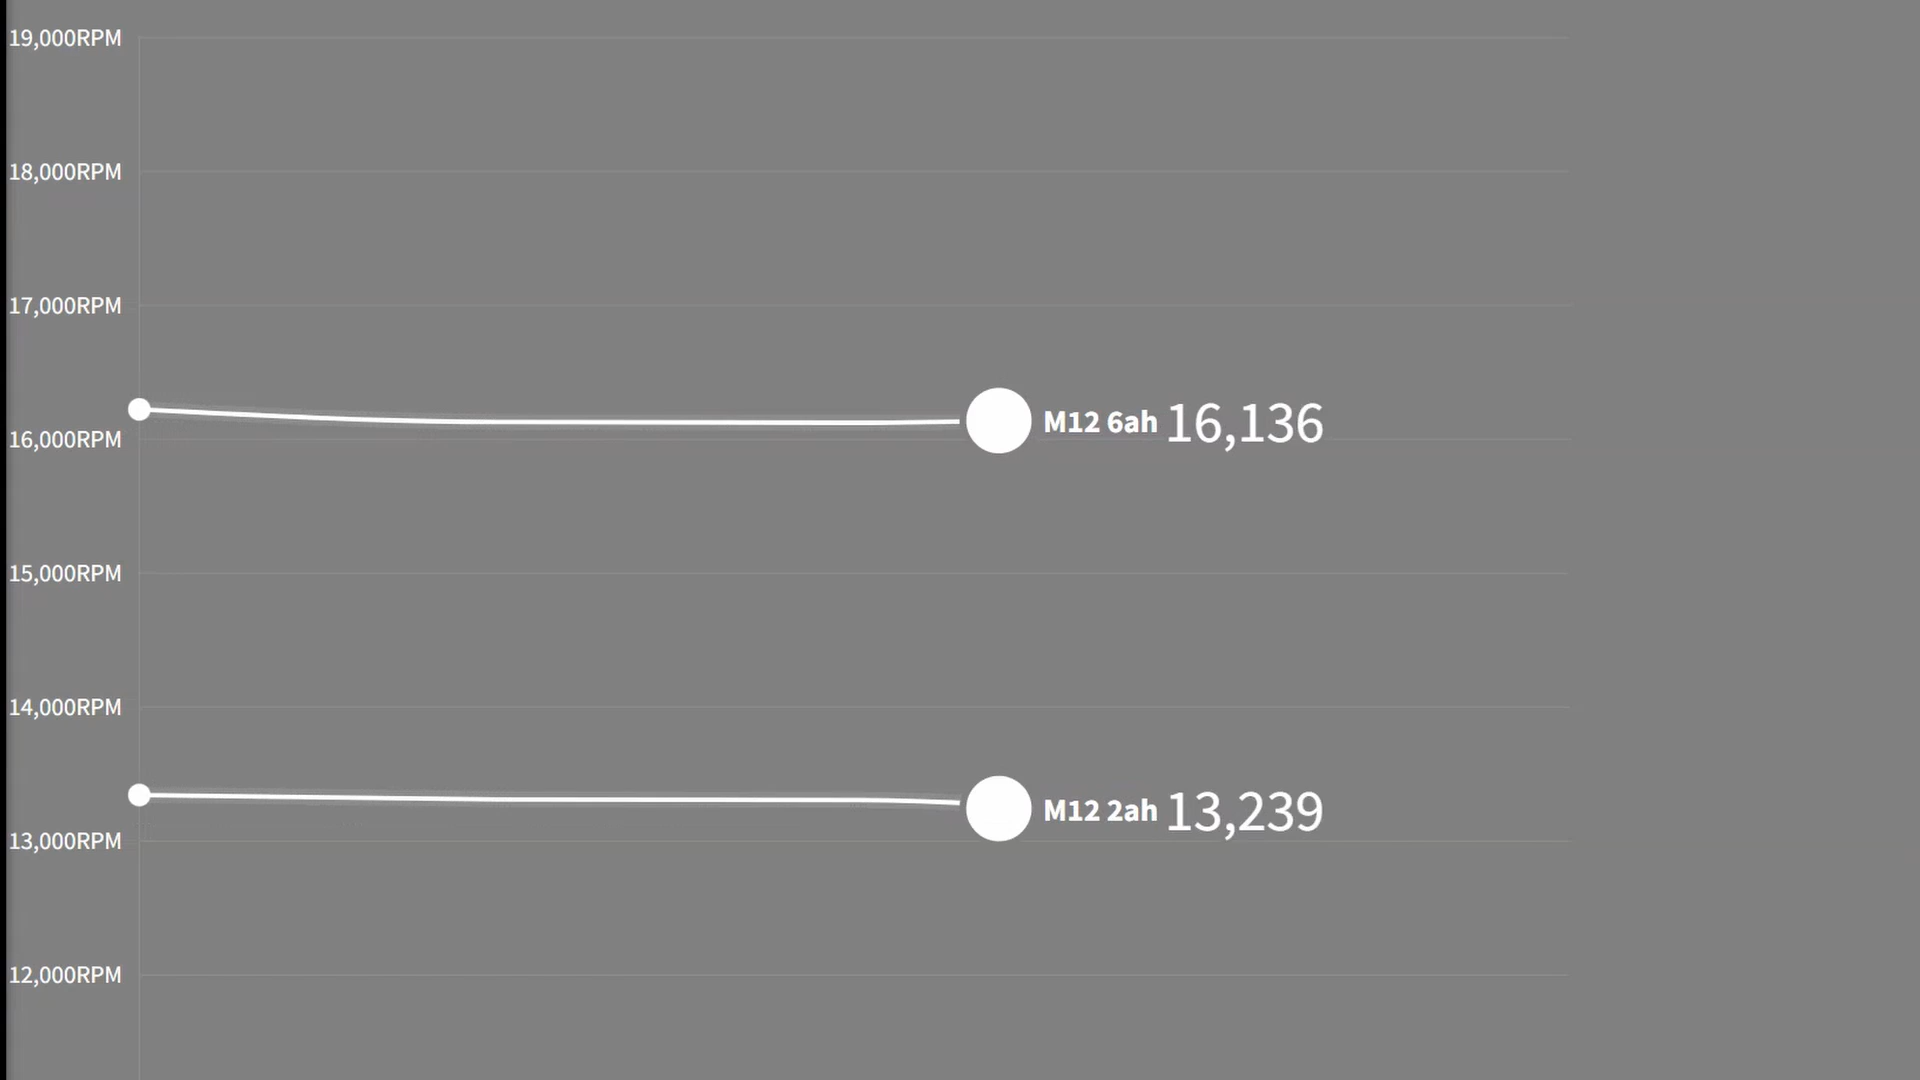 19,000RPM
18,000RPM
17,000RPM
16,000RPM
M12 6ah 16,136
15,000RPM
14,000RPM
13,000RPM
M12 2ah 13,239
12,000RPM